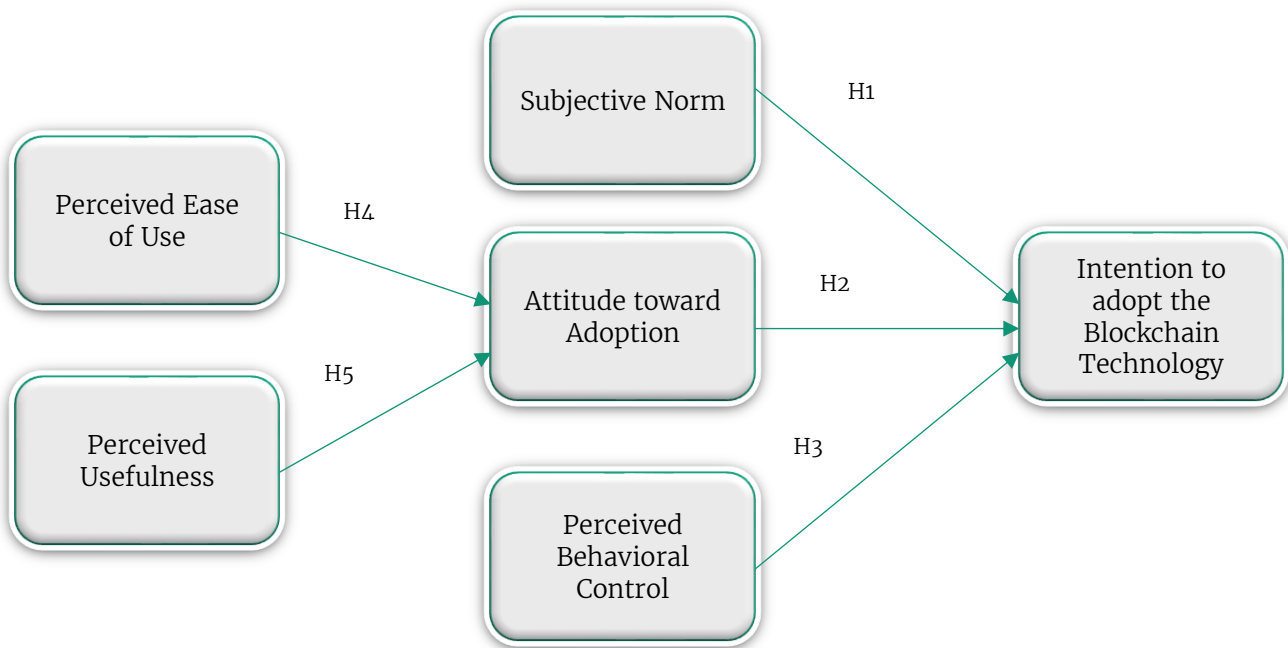 Subjective Norm
H1
Perceived Ease
of Use
H4
Attitude toward
Adoption
H2
Intention to
adopt the
Blockchain
Technology
H5
Perceived
Usefulness
H3
Perceived
Behavioral
Control